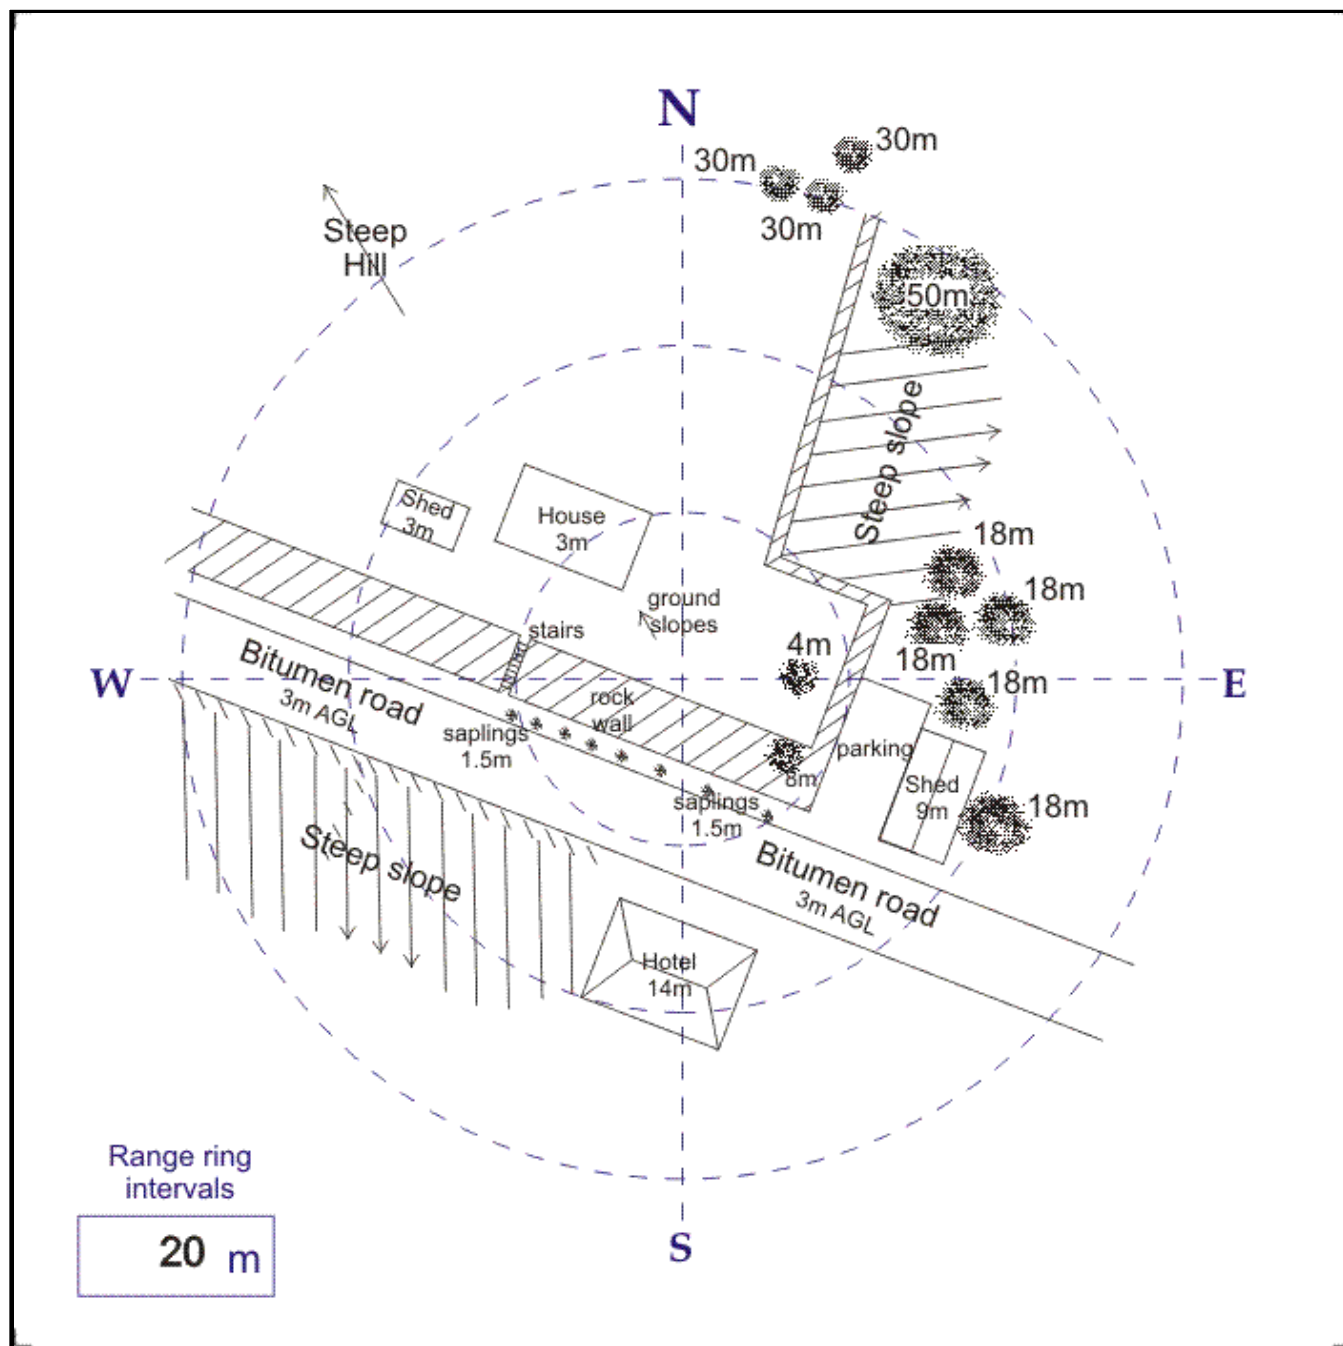 N
30m
30m
30m
Steep
Hill
50m
Steep slope
Shed
3m
House
3m
18m
18m
18m
ground
slopes
stairs
4m
W
E
Bitumen road
3m AGL
rock
wall
18m
saplings
1.5m
parking
8m
Shed
9m
saplings
1.5m
18m
Steep slope
Bitumen road
3m AGL
Hotel
14m
Range ring
intervals
20 m
S